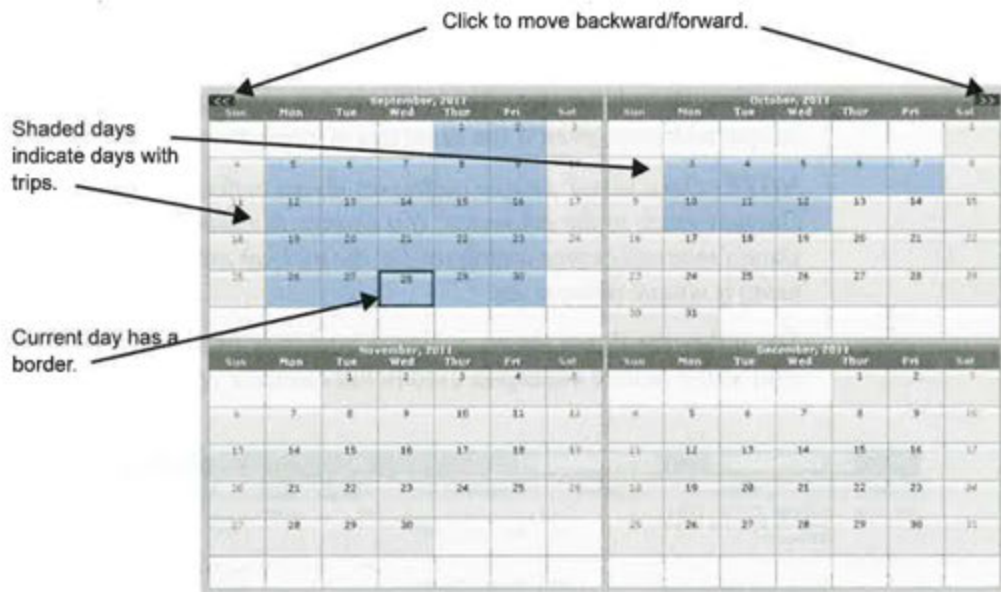 Click to move backward/forward.
<< September, 2011
Sun Mon Tue Wed Thur Fri Sat
1 2 3
4 5 6 7 8 9 10
11 12 13 14 15 16 17
18 19 20 21 22 23 24
25 26 27 28 29 30
October, 2011 >>
Sun Mon Tue Wed Thur Fri Sat
1
3 4 5 6 7 8
9 10 11 12 13 14 15
16 17 18 19 20 21 22
23 24 25 26 27 28 29
30 31
Shaded days
indicate days with
trips.
Current day has a
border.
November, 2011
Sun Mon Tue Wed Thur Fri Sat
1 2 3 4 5
6 7 8 9 10 11 12
13 14 15 16 17 18 19
20 21 22 23 24 25 26
27 28 29 30
December, 2011
Sun Mon Tue Wed Thur Fri Sat
1 2 3
4 5 6 7 8 9 10
11 12 13 14 15 16 17
18 19 20 21 22 23 24
25 26 27 28 29 30 31